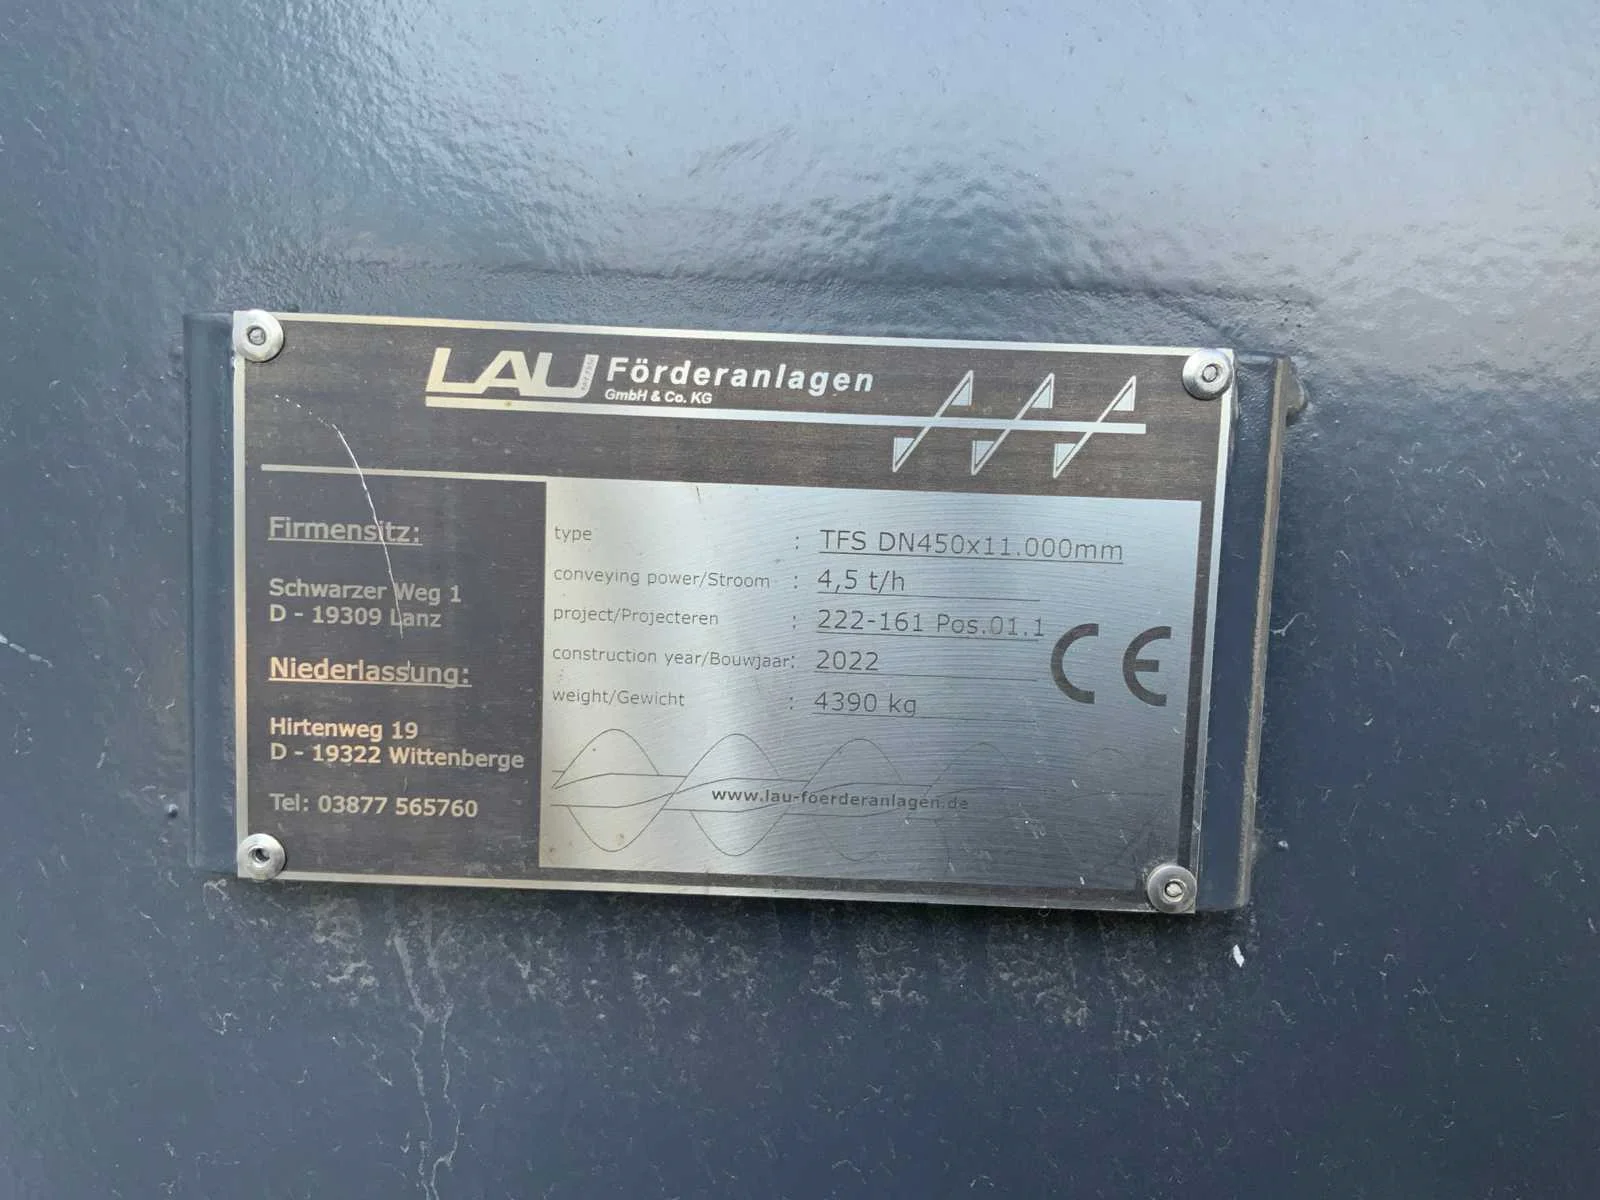 LAU Förderanlagen
GmbH & Co. KG
Firmensitz:
Schwarzer Weg 1
D - 19309 Lanz
Niederlassung:
Hirtenweg 19
D - 19322 Wittenberge
Tel: 03877 565760
type : TFS DN450x11.000mm
conveying power/Stroom : 4,5 t/h
project/Projecteren : 222-161 Pos.01.1
construction year/Bouwjaar: 2022
weight/Gewicht : 4390 kg
CE
www.lau-foerderanlagen.de